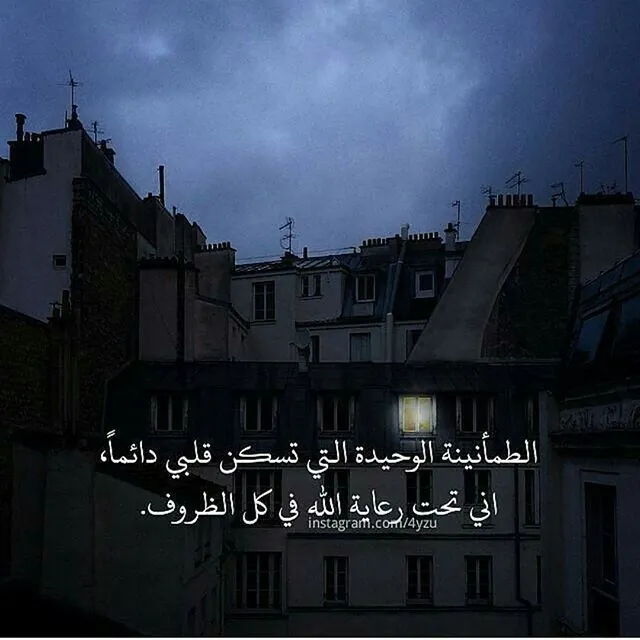 الطمأنينة الوحيدة التي تسكن قلبي دائماً،
اني تحت رعاية الله في كل الظروف.
instagram.com/4yzu